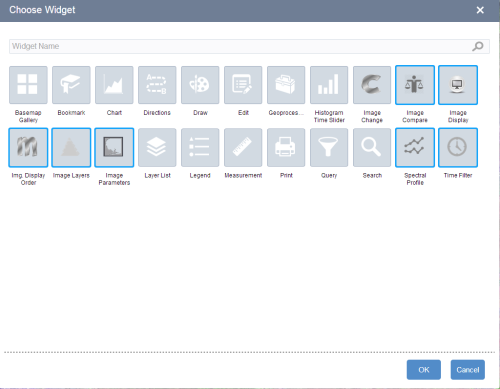 Choose Widget
Widget Name
Basemap Gallery
Bookmark
Chart
Directions
Draw
Edit
Geoproces...
Histogram Time Slider
Image Change
Image Compare
Image Display
Img. Display Order
Image Layers
Image Parameters
Layer List
Legend
Measurement
Print
Query
Search
Spectral Profile
Time Filter
OK
Cancel